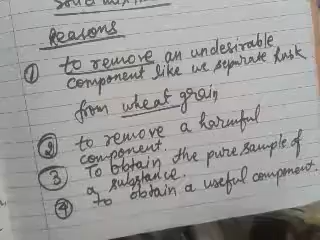 Reasons
① to remove an undesirable
component like we separate husk
from wheat grain
② to remove a harmful
component.
③ To obtain the pure sample of
a substance.
④ to obtain a useful component.